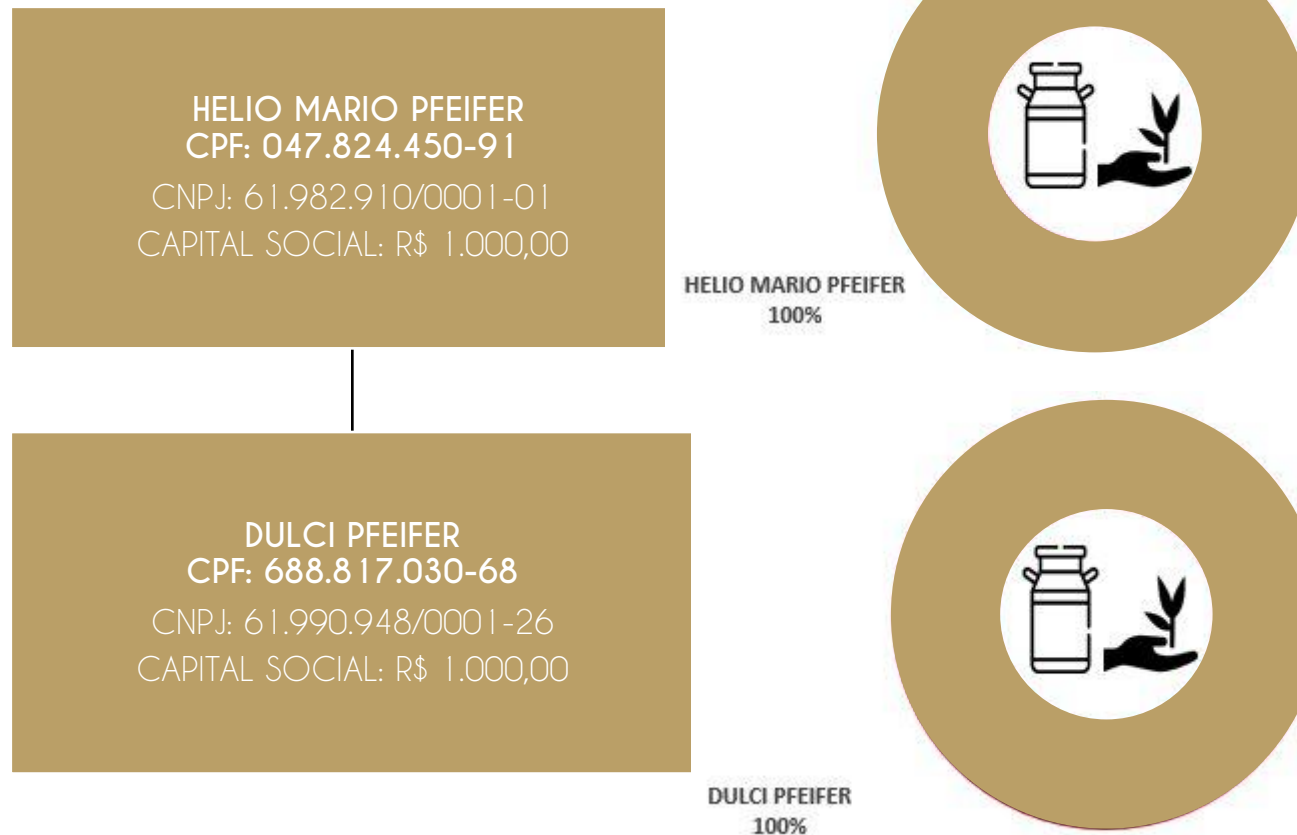 HELIO MARIO PFEIFER
CPF: 047.824.450-91
CNPJ: 61.982.910/0001-01
CAPITAL SOCIAL: R$ 1.000,00
HELIO MARIO PFEIFER
100%
DULCI PFEIFER
CPF: 688.817.030-68
CNPJ: 61.990.948/0001-26
CAPITAL SOCIAL: R$ 1.000,00
DULCI PFEIFER
100%